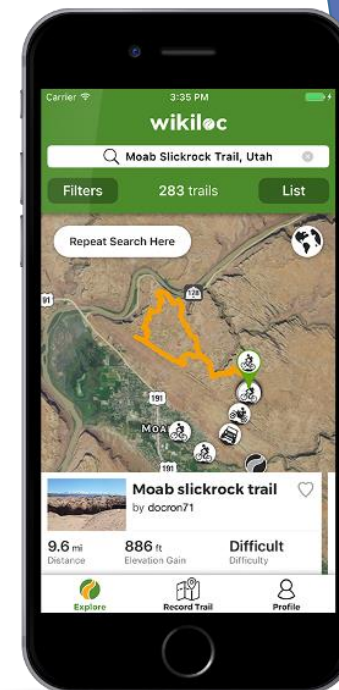 Carrier 3:35 PM
wikiloc
Moab Slickrock Trail, Utah
Filters 283 trails List
Repeat Search Here
128
91
191
MOA
191
Moab slickrock trail
by docron71
9.6 mi 886 ft Difficult
Distance Elevation Gain Difficulty
Explore Record Trail Profile